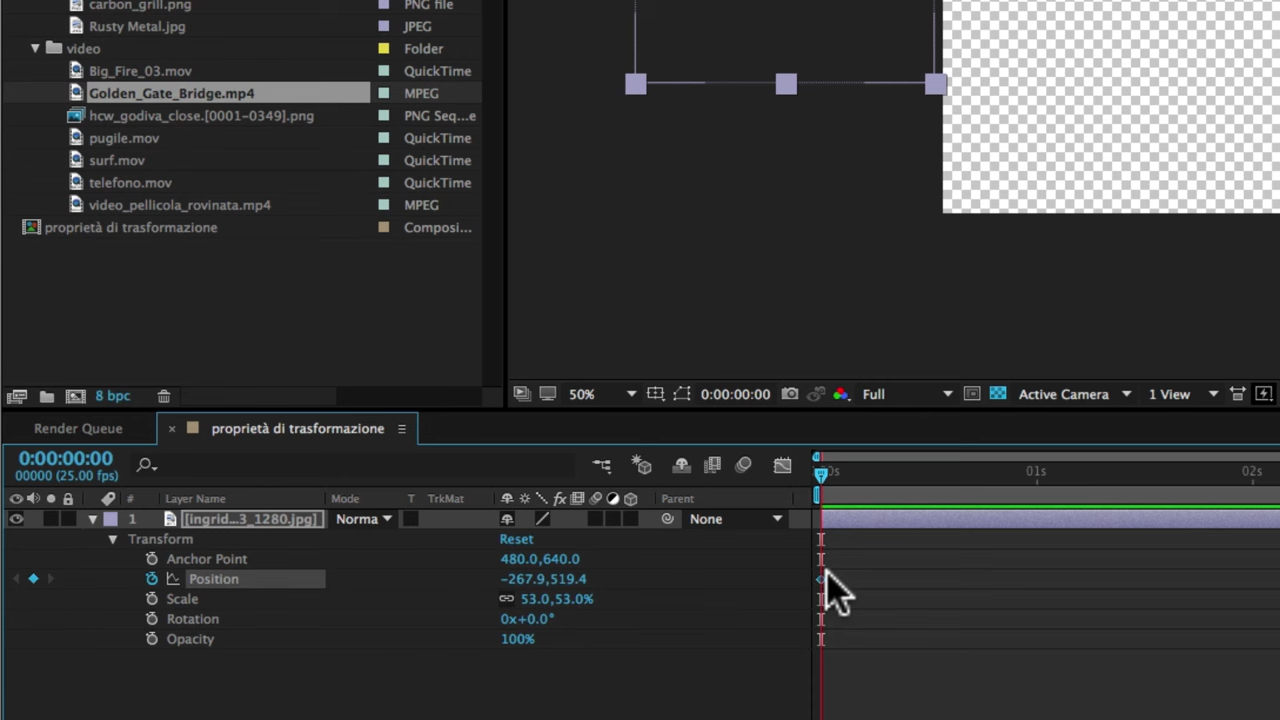 carbon_grill.png PNG file
Rusty Metal.jpg JPEG
video Folder
Big_Fire_03.mov QuickTime
Golden_Gate_Bridge.mp4 MPEG
hcw_godiva_close.[0001-0349].png PNG Seq...e
pugile.mov QuickTime
surf.mov QuickTime
telefono.mov QuickTime
video_pellicola_rovinata.mp4 MPEG
proprietà di trasformazione Composi...
8 bpc
50% 0:00:00:00 Full Active Camera 1 View
Render Queue × proprietà di trasformazione
0:00:00:00
00000 (25.00 fps)
0s 01s 02s
# Layer Name Mode T TrkMat fx Parent
1 [ingrid...3_1280.jpg] Norma None
Transform Reset
Anchor Point 480.0,640.0
Position -267.9,519.4
Scale 53.0,53.0%
Rotation 0x+0.0°
Opacity 100%